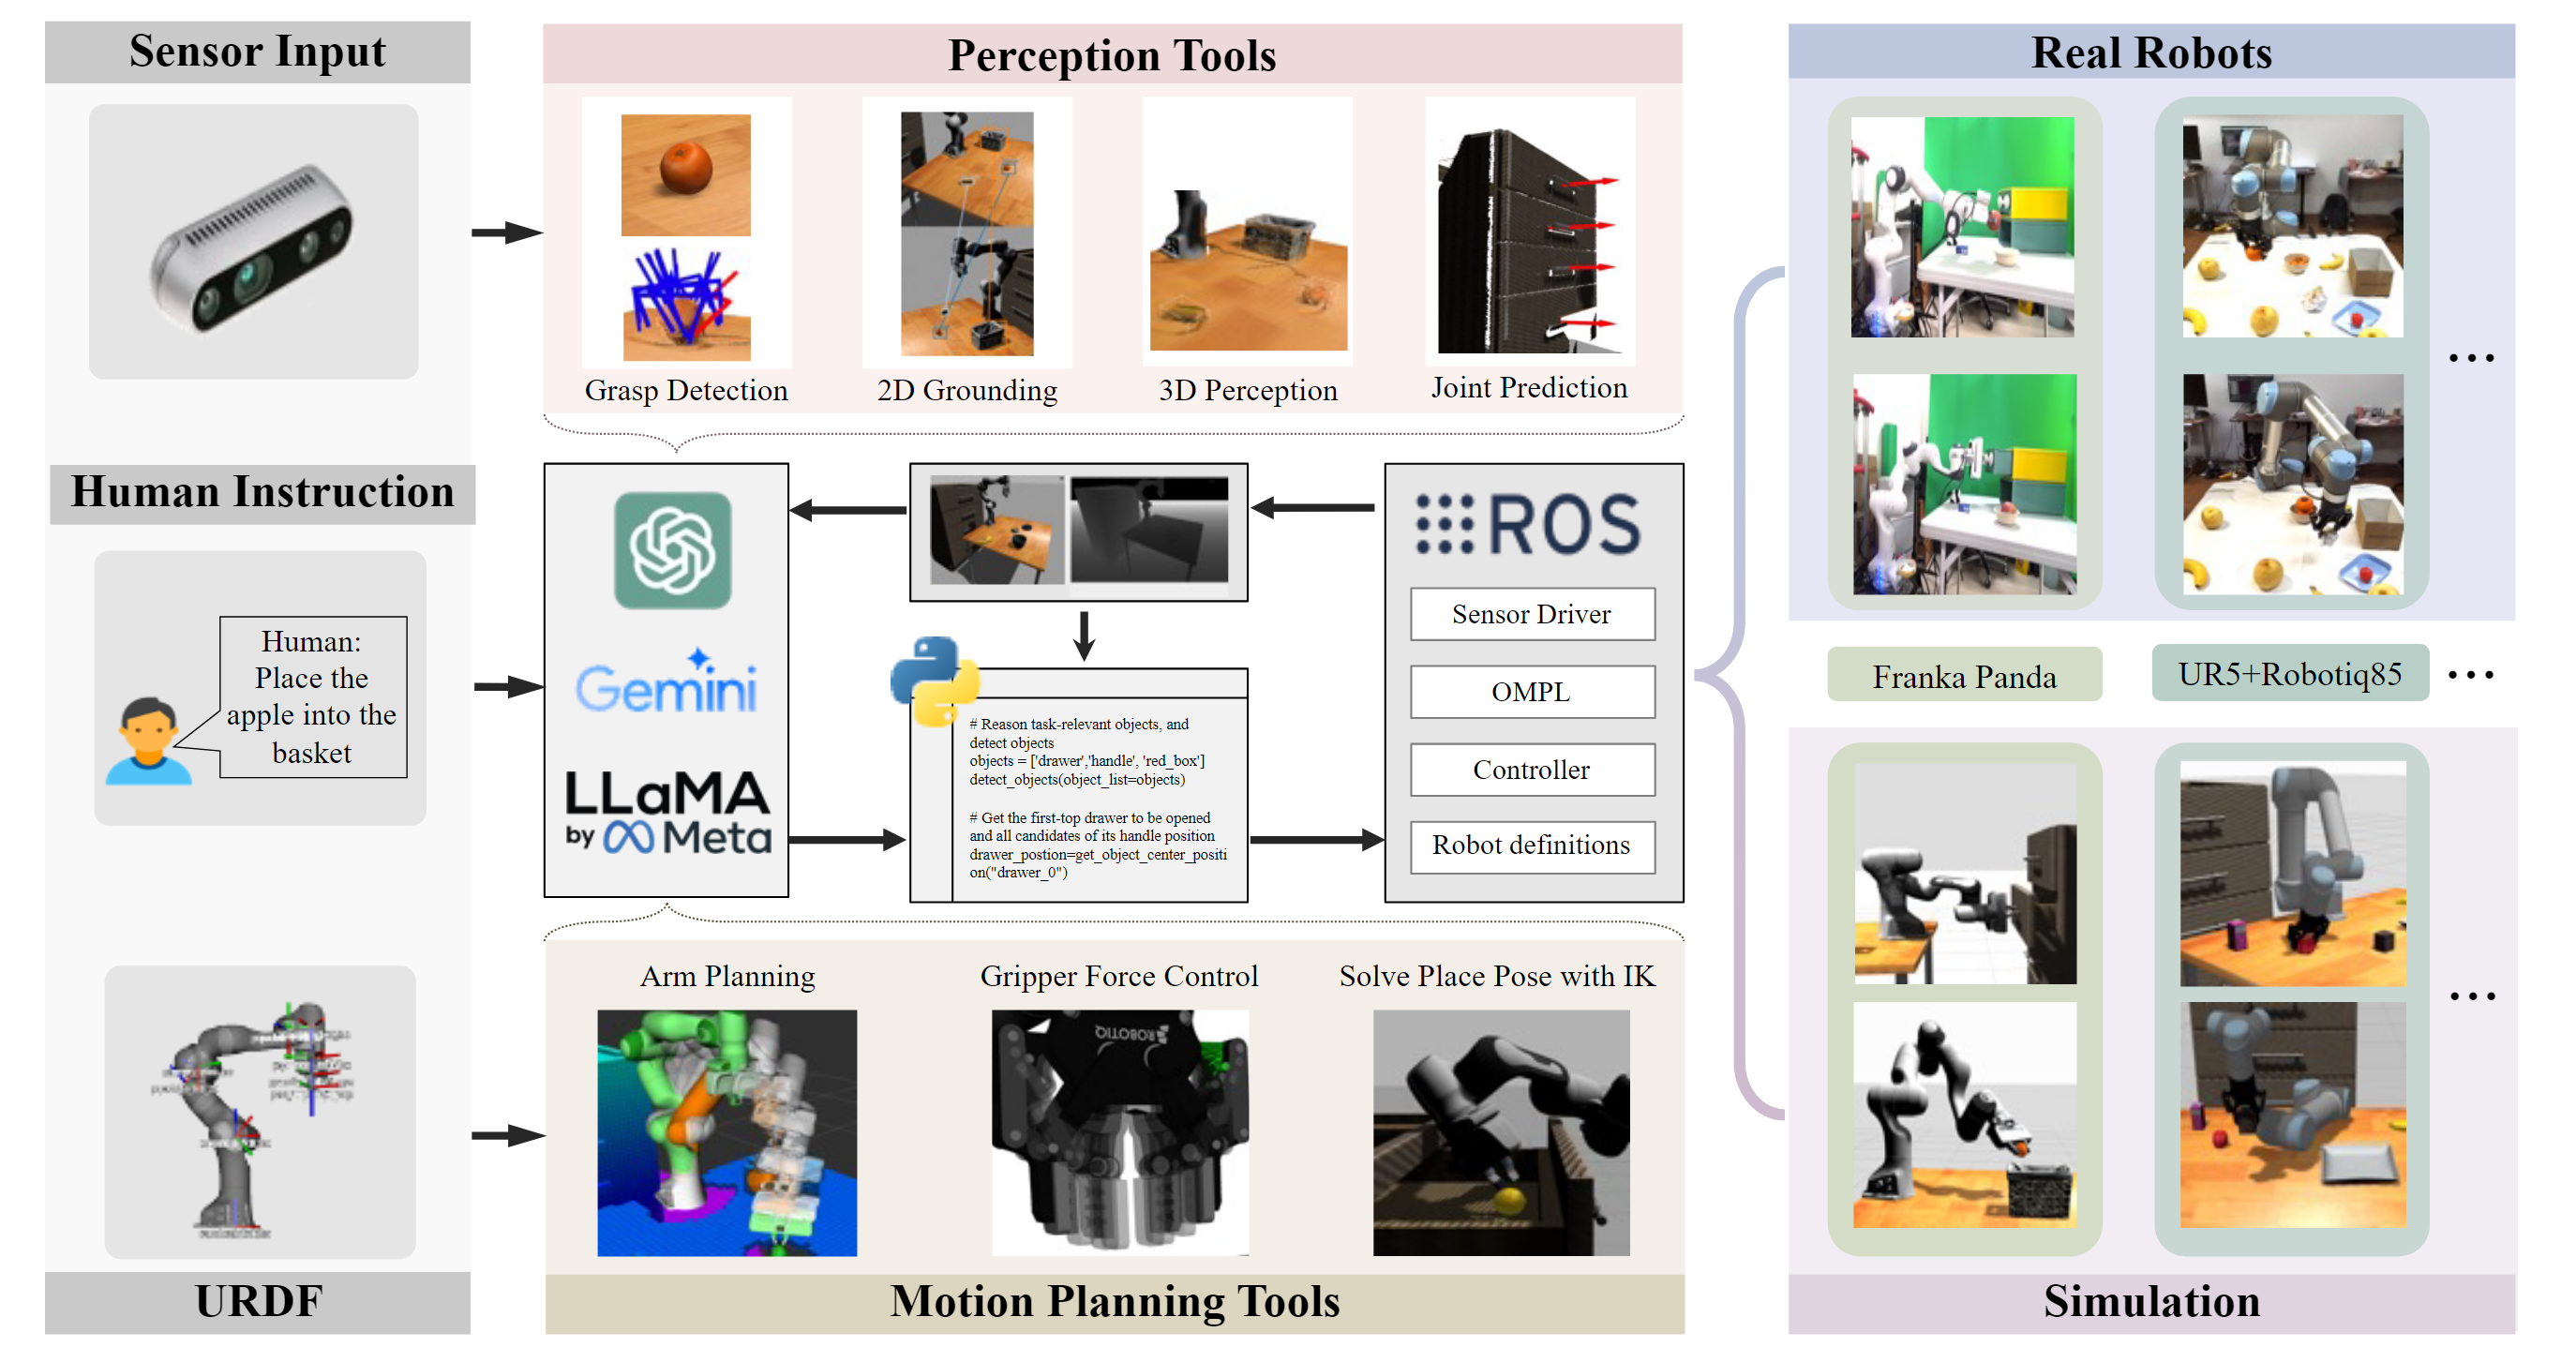 Sensor Input
Human Instruction
Human:
Place the
apple into the
basket
URDF
Perception Tools
Grasp Detection
2D Grounding
3D Perception
Joint Prediction
Gemini
LLaMA
by Meta
# Reason task-relevant objects, and
detect objects
objects = ['drawer','handle', 'red_box']
detect_objects(object_list=objects)
# Get the first-top drawer to be opened
and all candidates of its handle position
drawer_postion=get_object_center_positi
on("drawer_0")
ROS
Sensor Driver
OMPL
Controller
Robot definitions
Arm Planning
Gripper Force Control
Solve Place Pose with IK
ROBOTIQ
Motion Planning Tools
Real Robots
...
Franka Panda
UR5+Robotiq85
...
...
Simulation